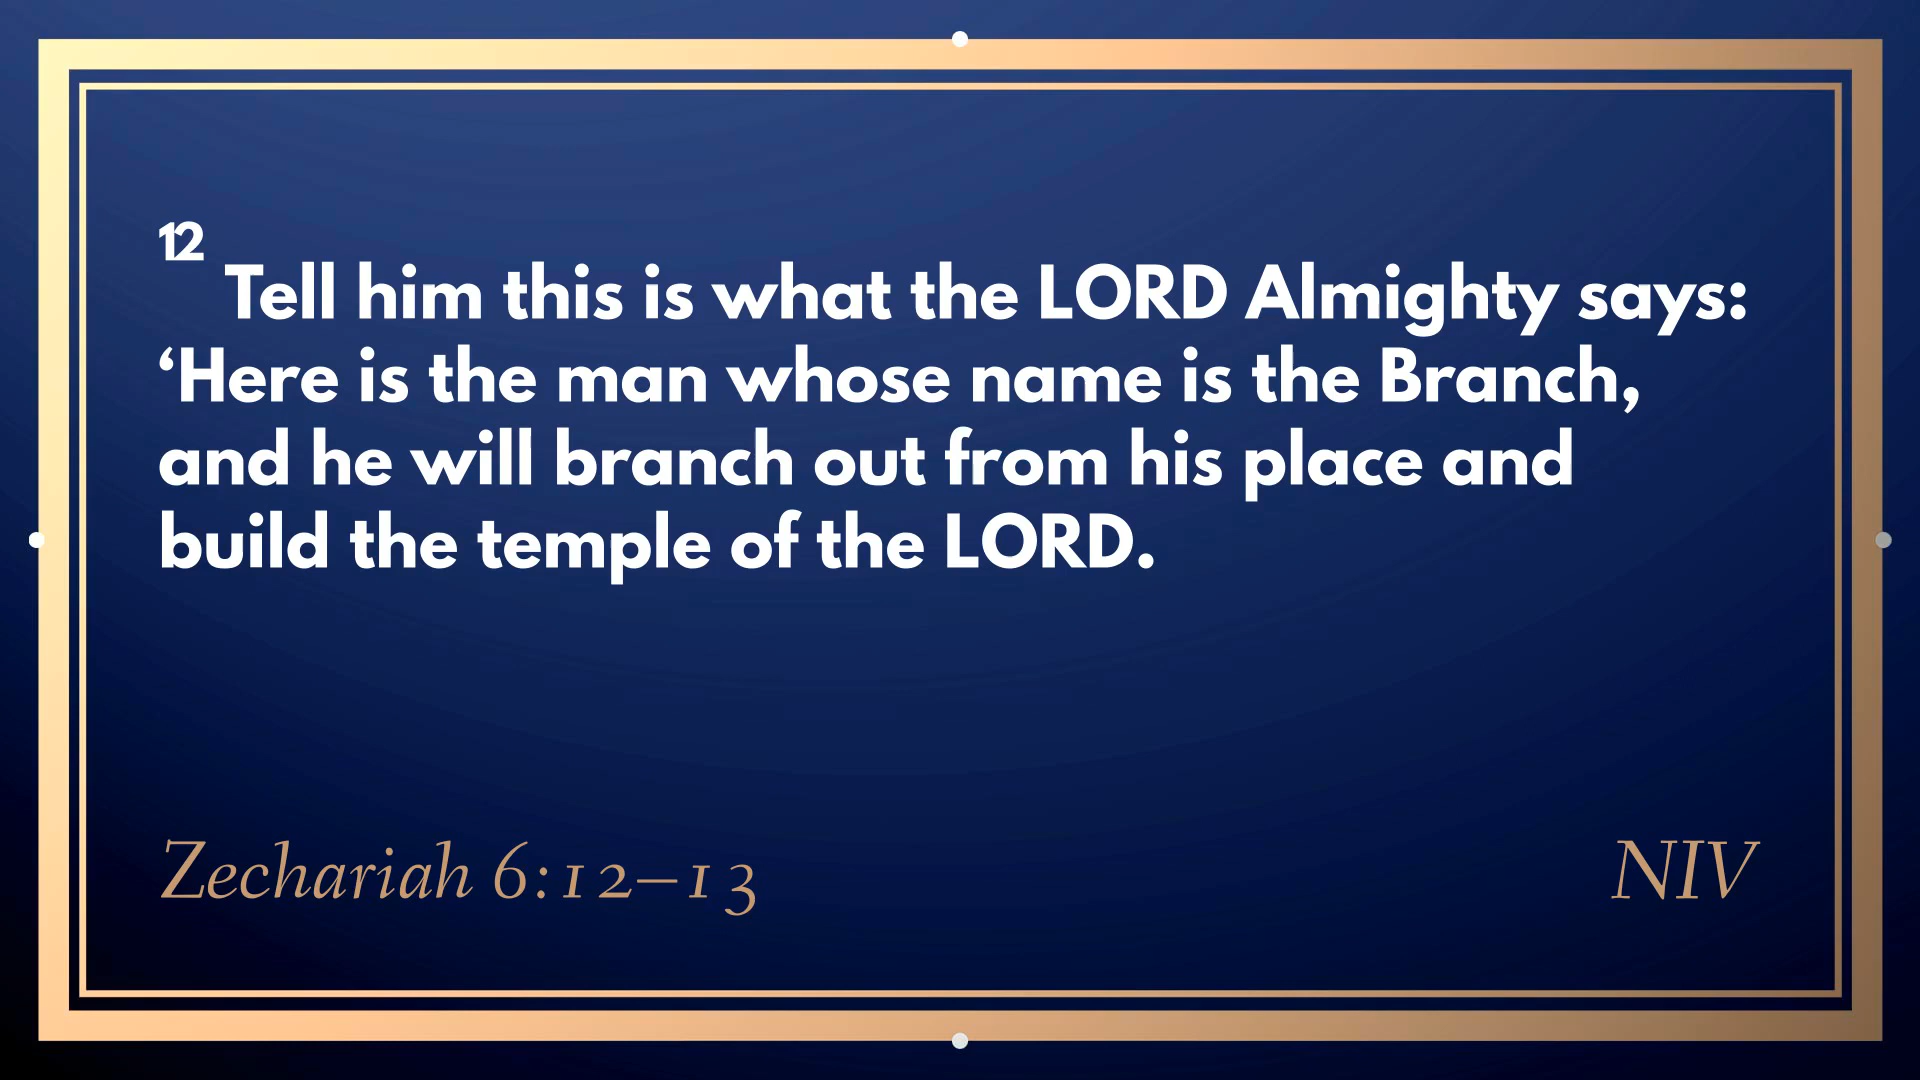 12 Tell him this is what the LORD Almighty says:
‘Here is the man whose name is the Branch,
and he will branch out from his place and
build the temple of the LORD.
Zechariah 6:12–13
NIV